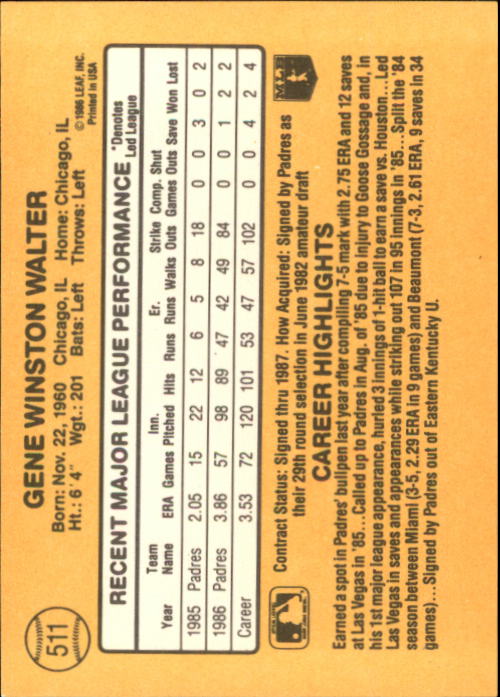 511
GENE WINSTON WALTER
Born: Nov. 22, 1960 Chicago, IL Home: Chicago, IL
Ht.: 6' 4" Wgt.: 201 Bats: Left Throws: Left
©1986 LEAF, INC.
Printed in USA
RECENT MAJOR LEAGUE PERFORMANCE *Denotes Led League
Year Team Name ERA Games Inn. Pitched Hits Runs Er. Runs Walks Strike Outs Comp. Games Shut Outs Save Won Lost
1985 Padres 2.05 15 22 12 6 5 8 18 0 0 3 0 2
1986 Padres 3.86 57 98 89 47 42 49 84 0 0 1 2 2
Career 3.53 72 120 101 53 47 57 102 0 0 4 2 4
Contract Status: Signed thru 1987. How Acquired: Signed by Padres as
their 29th round selection in June 1982 amateur draft
MLB
CAREER HIGHLIGHTS
Earned a spot in Padres' bullpen last year after compiling 7-5 mark with 2.75 ERA and 12 saves
at Las Vegas in '85...Called up to Padres in Aug. of '85 due to injury to Goose Gossage and, in
his 1st major league appearance, hurled 3 innings of 1-hit ball to earn a save vs. Houston...Led
Las Vegas in saves and appearances while striking out 107 in 95 innings in '85...Split the '84
season between Miami (3-5, 2.29 ERA in 9 games) and Beaumont (7-3, 2.61 ERA, 9 saves in 34
games)...Signed by Padres out of Eastern Kentucky U.